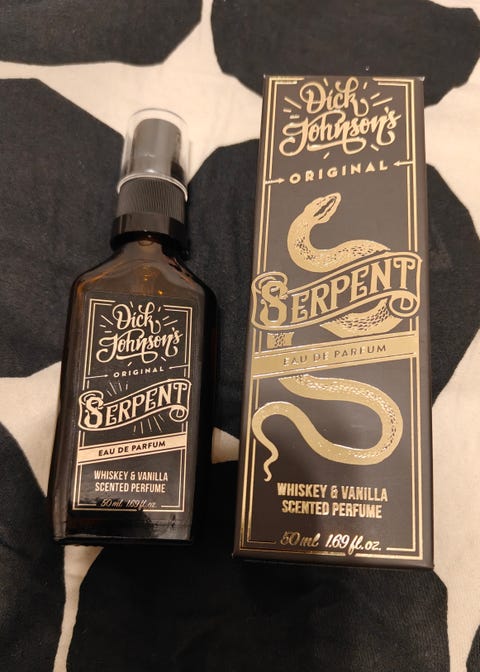 Dick
Johnson's
ORIGINAL
SERPENT
EAU DE PARFUM
WHISKEY & VANILLA
SCENTED PERFUME
50 ml 1.69 fl. oz.
Dick
Johnson's
ORIGINAL
SERPENT
EAU DE PARFUM
WHISKEY & VANILLA
SCENTED PERFUME
50 ml 1.69 fl. oz.